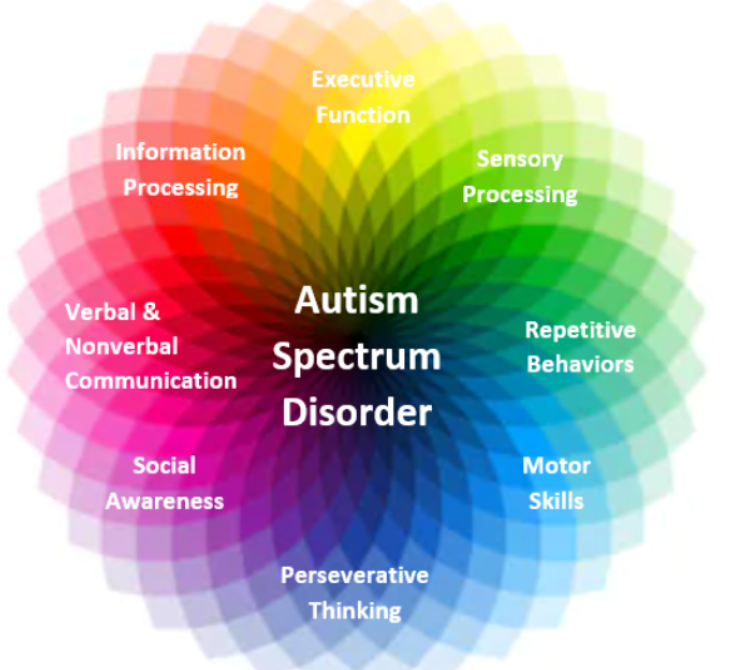 Executive
Function
Sensory
Processing
Repetitive
Behaviors
Motor
Skills
Perseverative
Thinking
Social
Awareness
Verbal &
Nonverbal
Communication
Information
Processing
Autism
Spectrum
Disorder